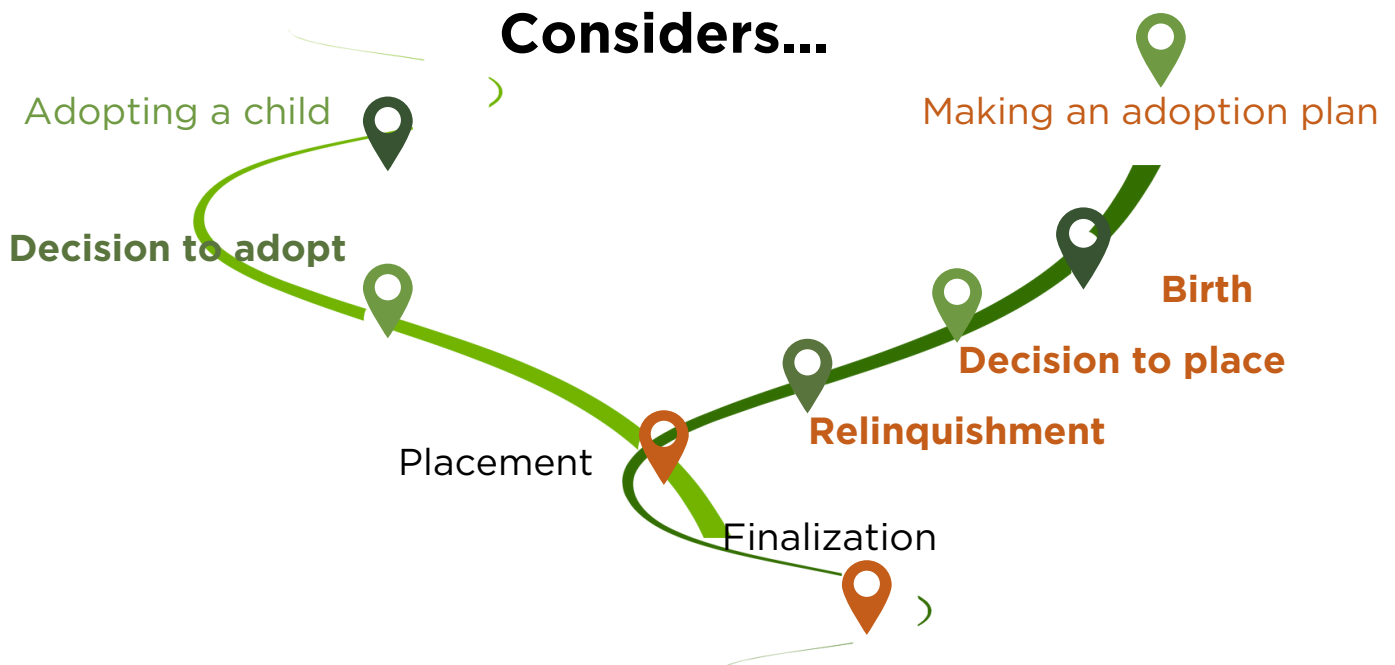 Considers...
Adopting a child
Making an adoption plan
Decision to adopt
Birth
Decision to place
Relinquishment
Placement
Finalization